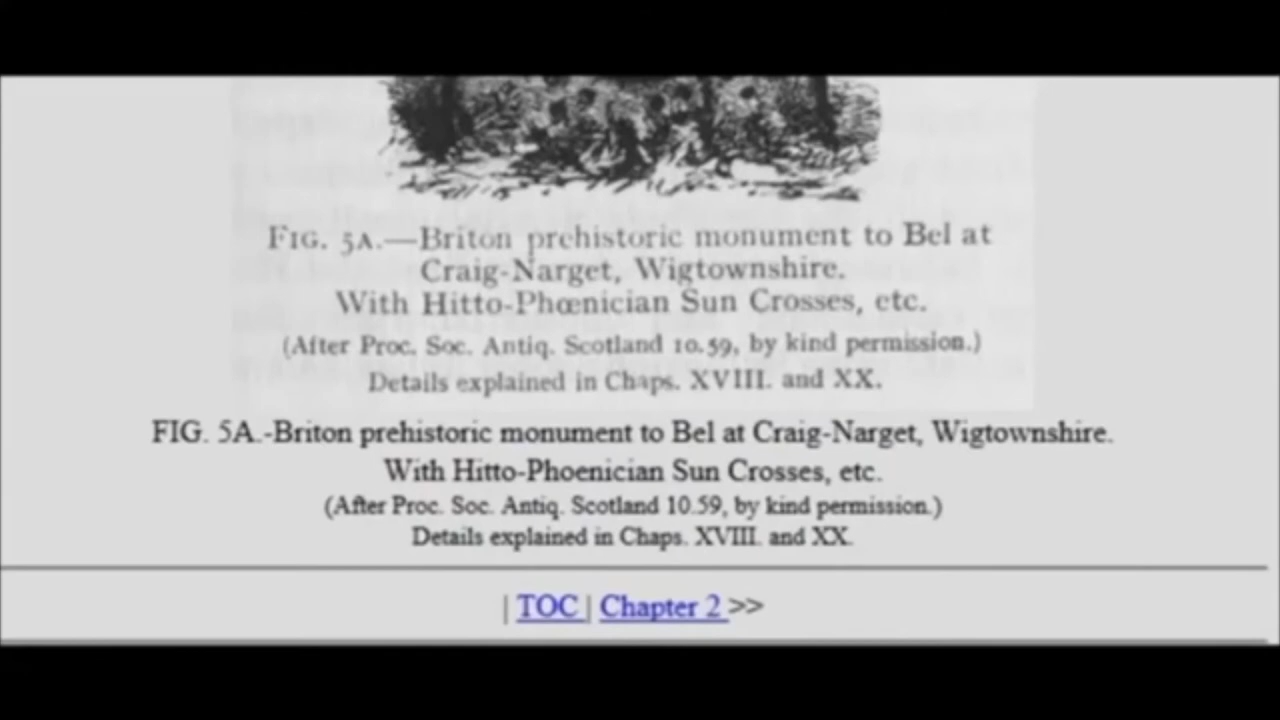 FIG. 5A.—Briton prehistoric monument to Bel at
Craig-Narget, Wigtownshire.
With Hitto-Phœnician Sun Crosses, etc.
(After Proc. Soc. Antiq. Scotland 10.59, by kind permission.)
Details explained in Chaps. XVIII. and XX.
FIG. 5A.-Briton prehistoric monument to Bel at Craig-Narget, Wigtownshire.
With Hitto-Phoenician Sun Crosses, etc.
(After Proc. Soc. Antiq. Scotland 10.59, by kind permission.)
Details explained in Chaps. XVIII. and XX.
| TOC | Chapter 2 >>